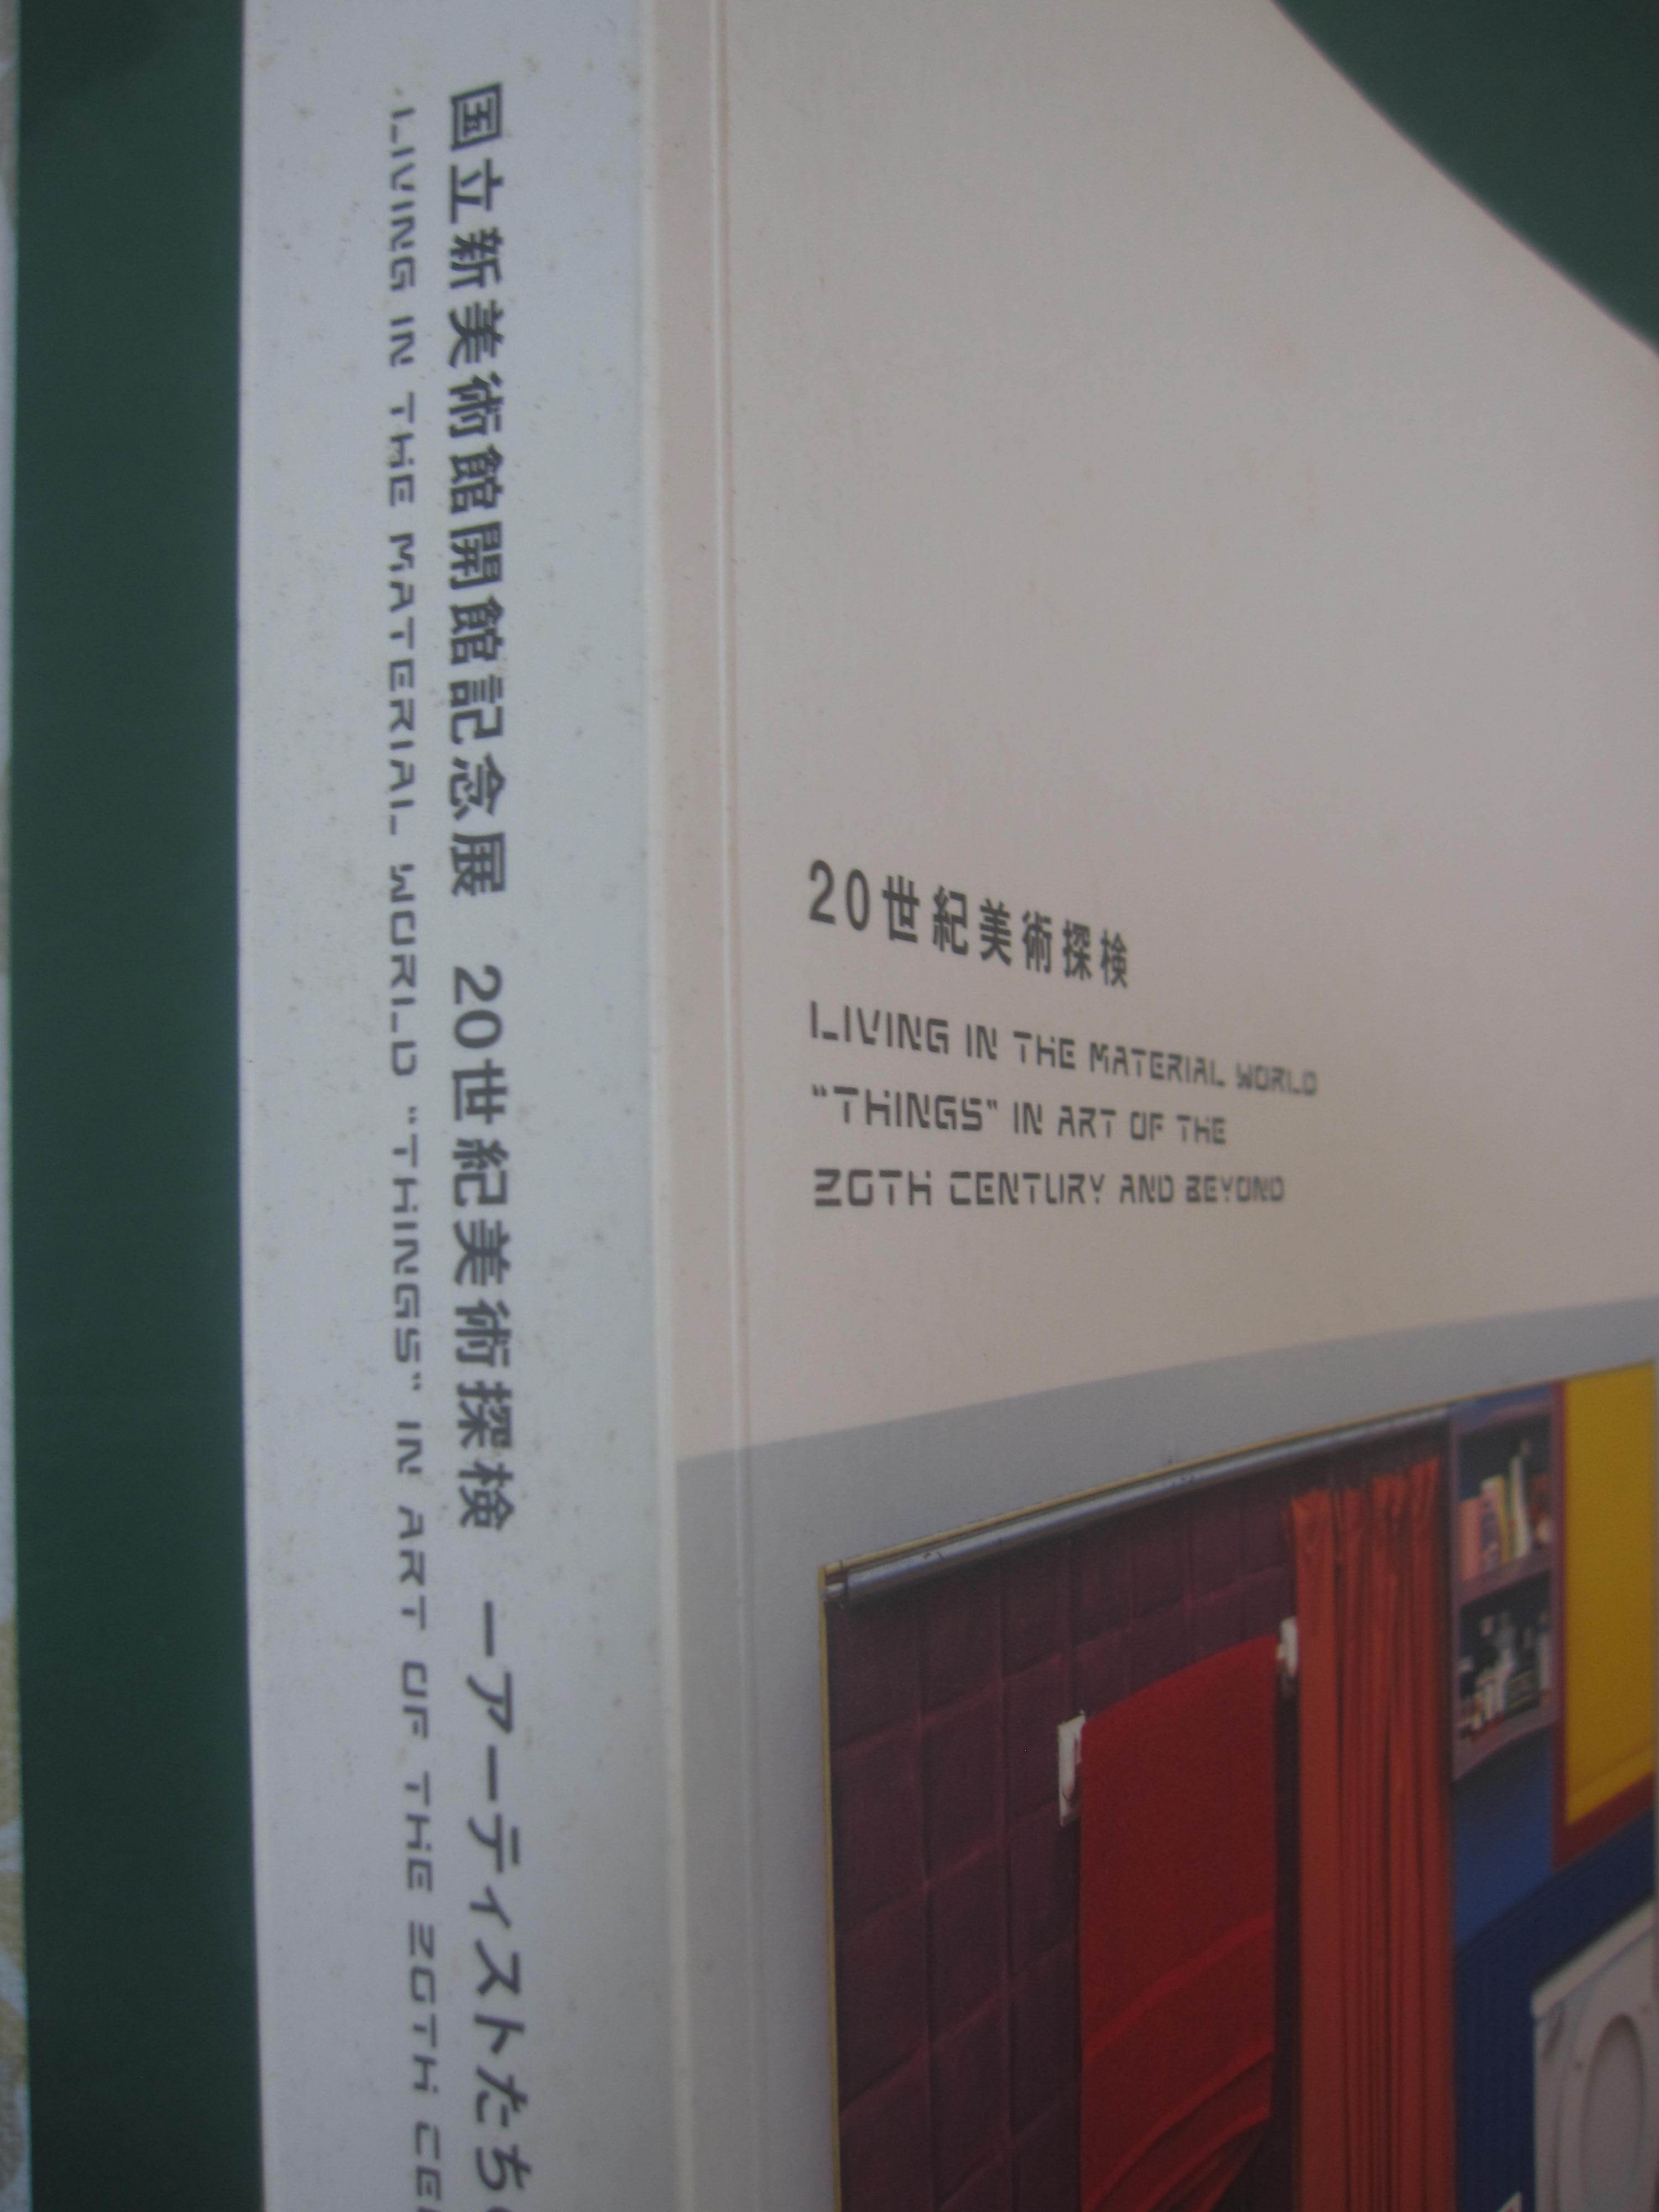 国立新美術館開館記念展 20世紀美術探検 ―アーティストたち
LIVING IN THE MATERIAL WORLD "THINGS" IN ART OF THE 20TH CE
20世紀美術探検
LIVING IN THE MATERIAL WORLD
"THINGS" IN ART OF THE
20TH CENTURY AND BEYOND